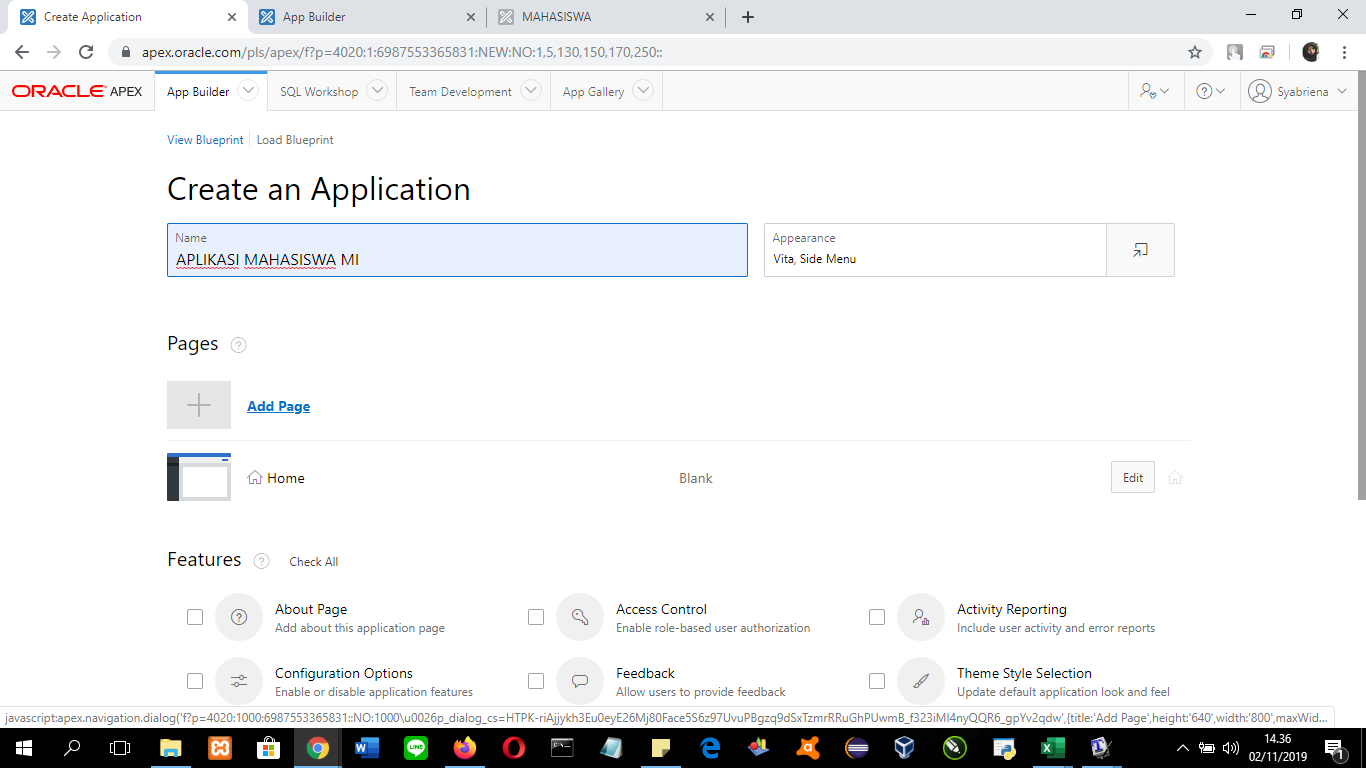 Create Application
App Builder
MAHASISWA
apex.oracle.com/pls/apex/f?p=4020:1:6987553365831:NEW:NO:1,5,130,150,170,250::
ORACLE APEX
App Builder
SQL Workshop
Team Development
App Gallery
Syabriena
View Blueprint
Load Blueprint
Create an Application
Name
APLIKASI MAHASISWA MI
Appearance
Vita, Side Menu
Pages
Add Page
Home
Blank
Edit
Features
Check All
About Page
Add about this application page
Access Control
Enable role-based user authorization
Activity Reporting
Include user activity and error reports
Configuration Options
Enable or disable application features
Feedback
Allow users to provide feedback
Theme Style Selection
Update default application look and feel
javascript:apex.navigation.dialog('f?p=4020:1000:6987553365831::NO:1000\u0026p_dialog_cs=HTPK-riAjjykh3Eu0eyE26Mj80Face5S6z97UvuPBgzq9dSxTzmrRRuGhPUwmB_f323iMI4nyQQR6_gpYv2qdw',{title:'Add Page',height:'640',width:'800',maxWid...
LINE
14.36
02/11/2019
1